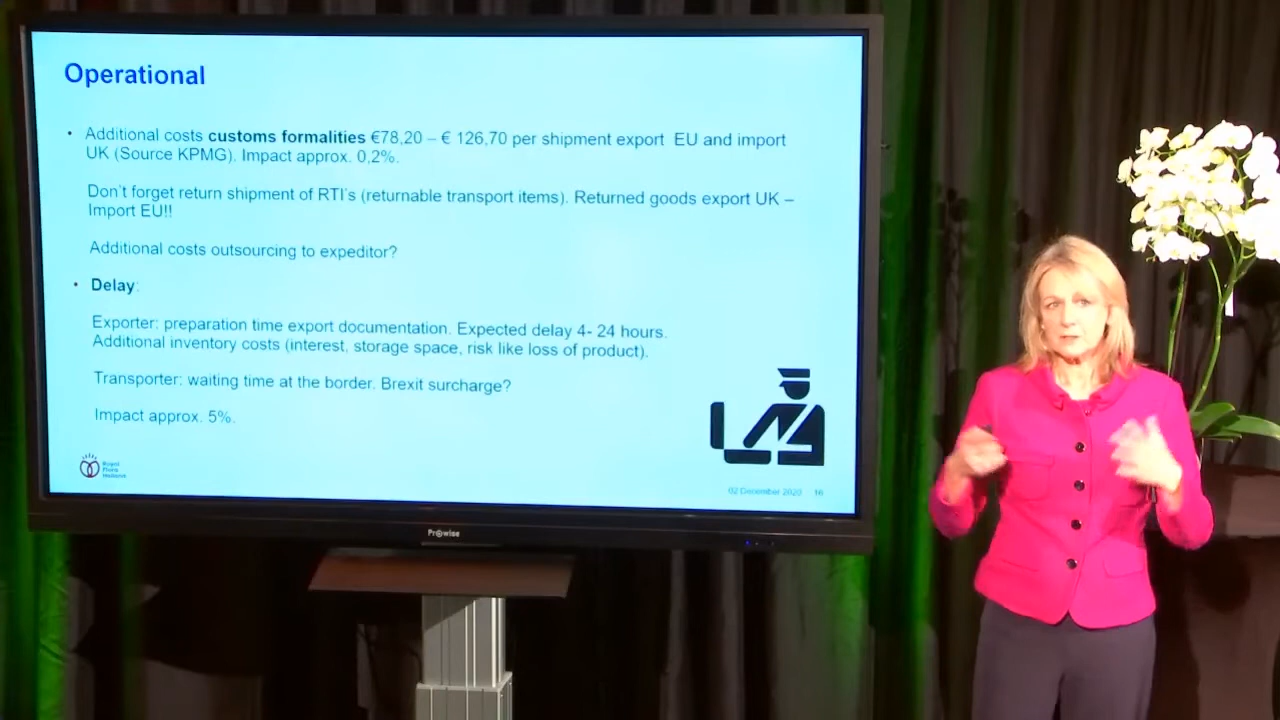 Operational
• Additional costs customs formalities €78,20 – € 126,70 per shipment export EU and import
UK (Source KPMG). Impact approx. 0,2%.
Don't forget return shipment of RTI's (returnable transport items). Returned goods export UK –
Import EU!!
Additional costs outsourcing to expeditor?
• Delay:
Exporter: preparation time export documentation. Expected delay 4- 24 hours.
Additional inventory costs (interest, storage space, risk like loss of product).
Transporter: waiting time at the border. Brexit surcharge?
Impact approx. 5%.
Royal
Flora
Holland
02 December 2020 16
Prowise